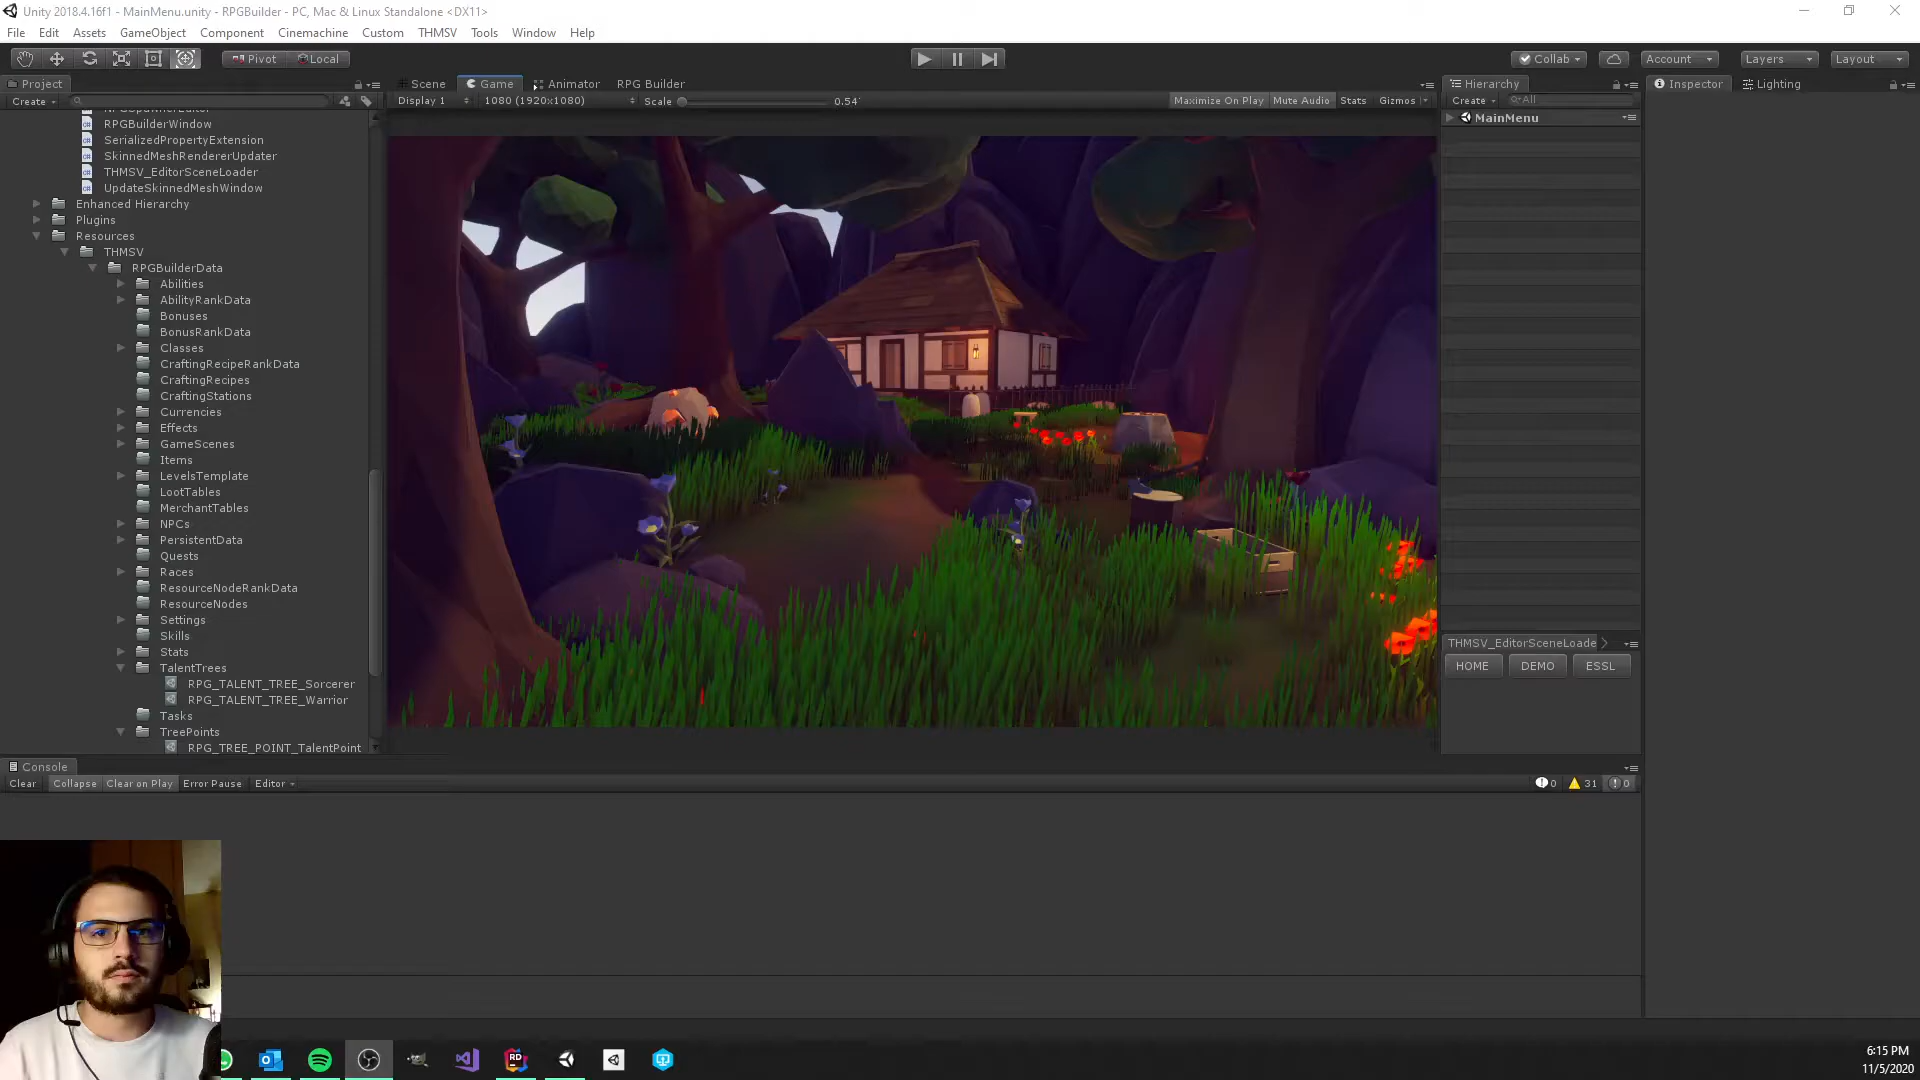 Unity 2018.4.16f1 - MainMenu.unity - RPGBuilder - PC, Mac & Linux Standalone <DX11>
File Edit Assets GameObject Component Cinemachine Custom THMSV Tools Window Help
Pivot Local Collab Account Layers Layout
Project Scene Game Animator RPG Builder Hierarchy Inspector Lighting
Create Display 1 1080 (1920x1080) Scale 0.54 Maximize On Play Mute Audio Stats Gizmos Create All
MainMenu
RPGBuilderWindow
SerializedPropertyExtension
SkinnedMeshRendererUpdater
THMSV_EditorSceneLoader
UpdateSkinnedMeshWindow
Enhanced Hierarchy
Plugins
Resources
THMSV
RPGBuilderData
Abilities
AbilityRankData
Bonuses
BonusRankData
Classes
CraftingRecipeRankData
CraftingRecipes
CraftingStations
Currencies
Effects
GameScenes
Items
LevelsTemplate
LootTables
MerchantTables
NPCs
PersistentData
Quests
Races
ResourceNodeRankData
ResourceNodes
Settings
Skills
Stats
TalentTrees
RPG_TALENT_TREE_Sorcerer
RPG_TALENT_TREE_Warrior
Tasks
TreePoints
RPG_TREE_POINT_TalentPoint
THMSV_EditorSceneLoade
HOME DEMO ESSL
Console
Clear Collapse Clear on Play Error Pause Editor 0 31 0
RD
6:15 PM
11/5/2020